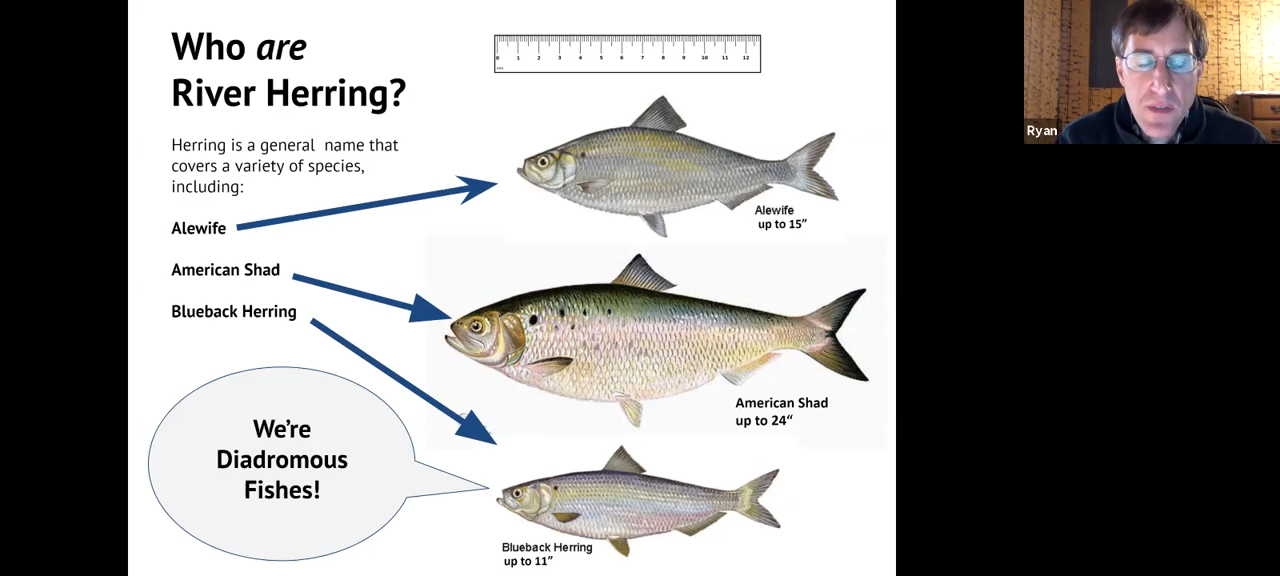 Who are
River Herring?
Herring is a general name that
covers a variety of species,
including:
Alewife
American Shad
Blueback Herring
We're
Diadromous
Fishes!
0 1 2 3 4 5 6 7 8 9 10 11 12
Alewife
up to 15"
American Shad
up to 24"
Blueback Herring
up to 11"
Ryan